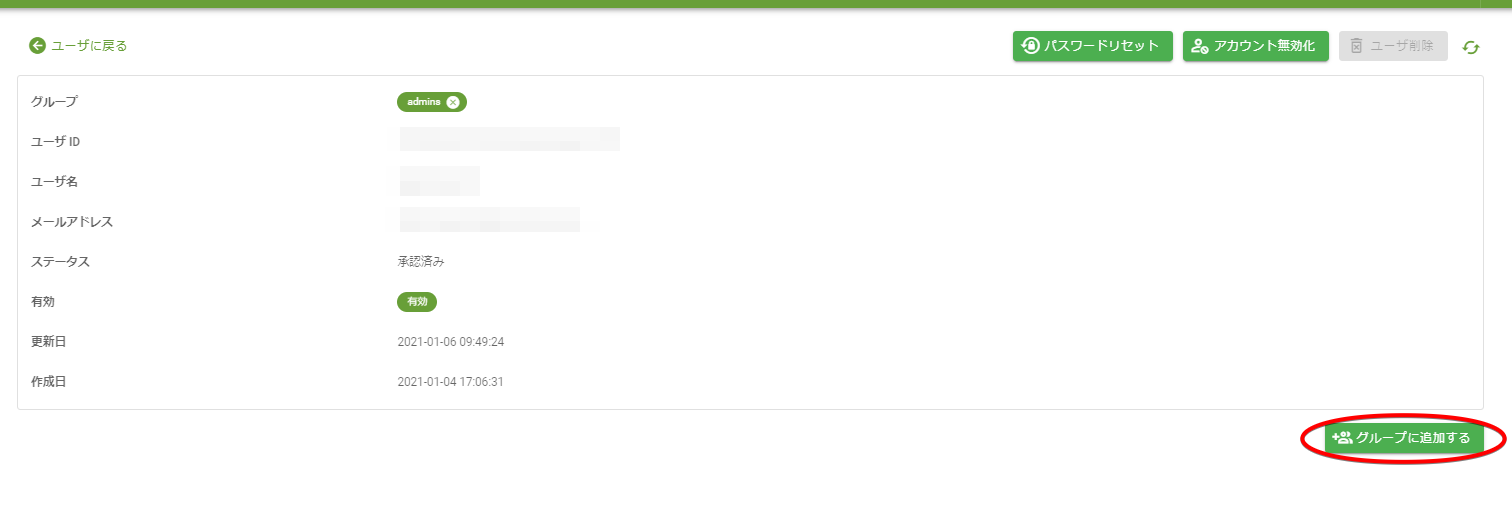 ユーザに戻る
パスワードリセット
アカウント無効化
ユーザ削除
グループ
admins
ユーザ ID
ユーザ名
メールアドレス
ステータス
承認済み
有効
有効
更新日
2021-01-06 09:49:24
作成日
2021-01-04 17:06:31
グループに追加する